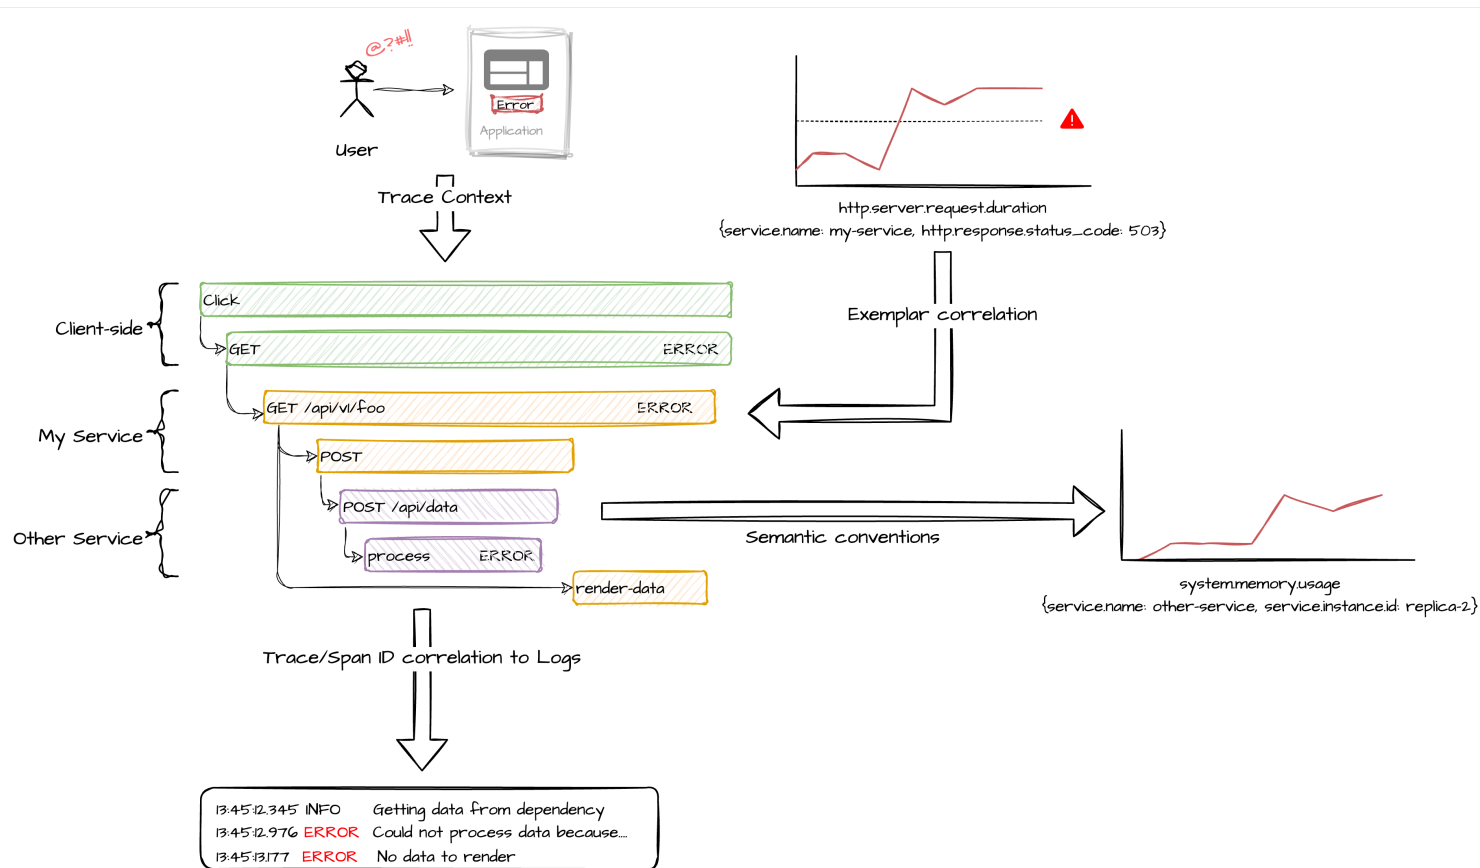 @?#!!
Error
Application
User
Trace Context
http.server.request.duration
{service.name: my-service, http.response.status_code: 503}
Exemplar correlation
Client-side
Click
GET ERROR
My Service
GET /api/v1/foo ERROR
POST
Other Service
POST /api/data
process ERROR
render-data
Semantic conventions
system.memory.usage
{service.name: other-service, service.instance.id: replica-2}
Trace/Span ID correlation to Logs
13:45:12.345 INFO Getting data from dependency
13:45:12.976 ERROR Could not process data because....
13:45:13.177 ERROR No data to render